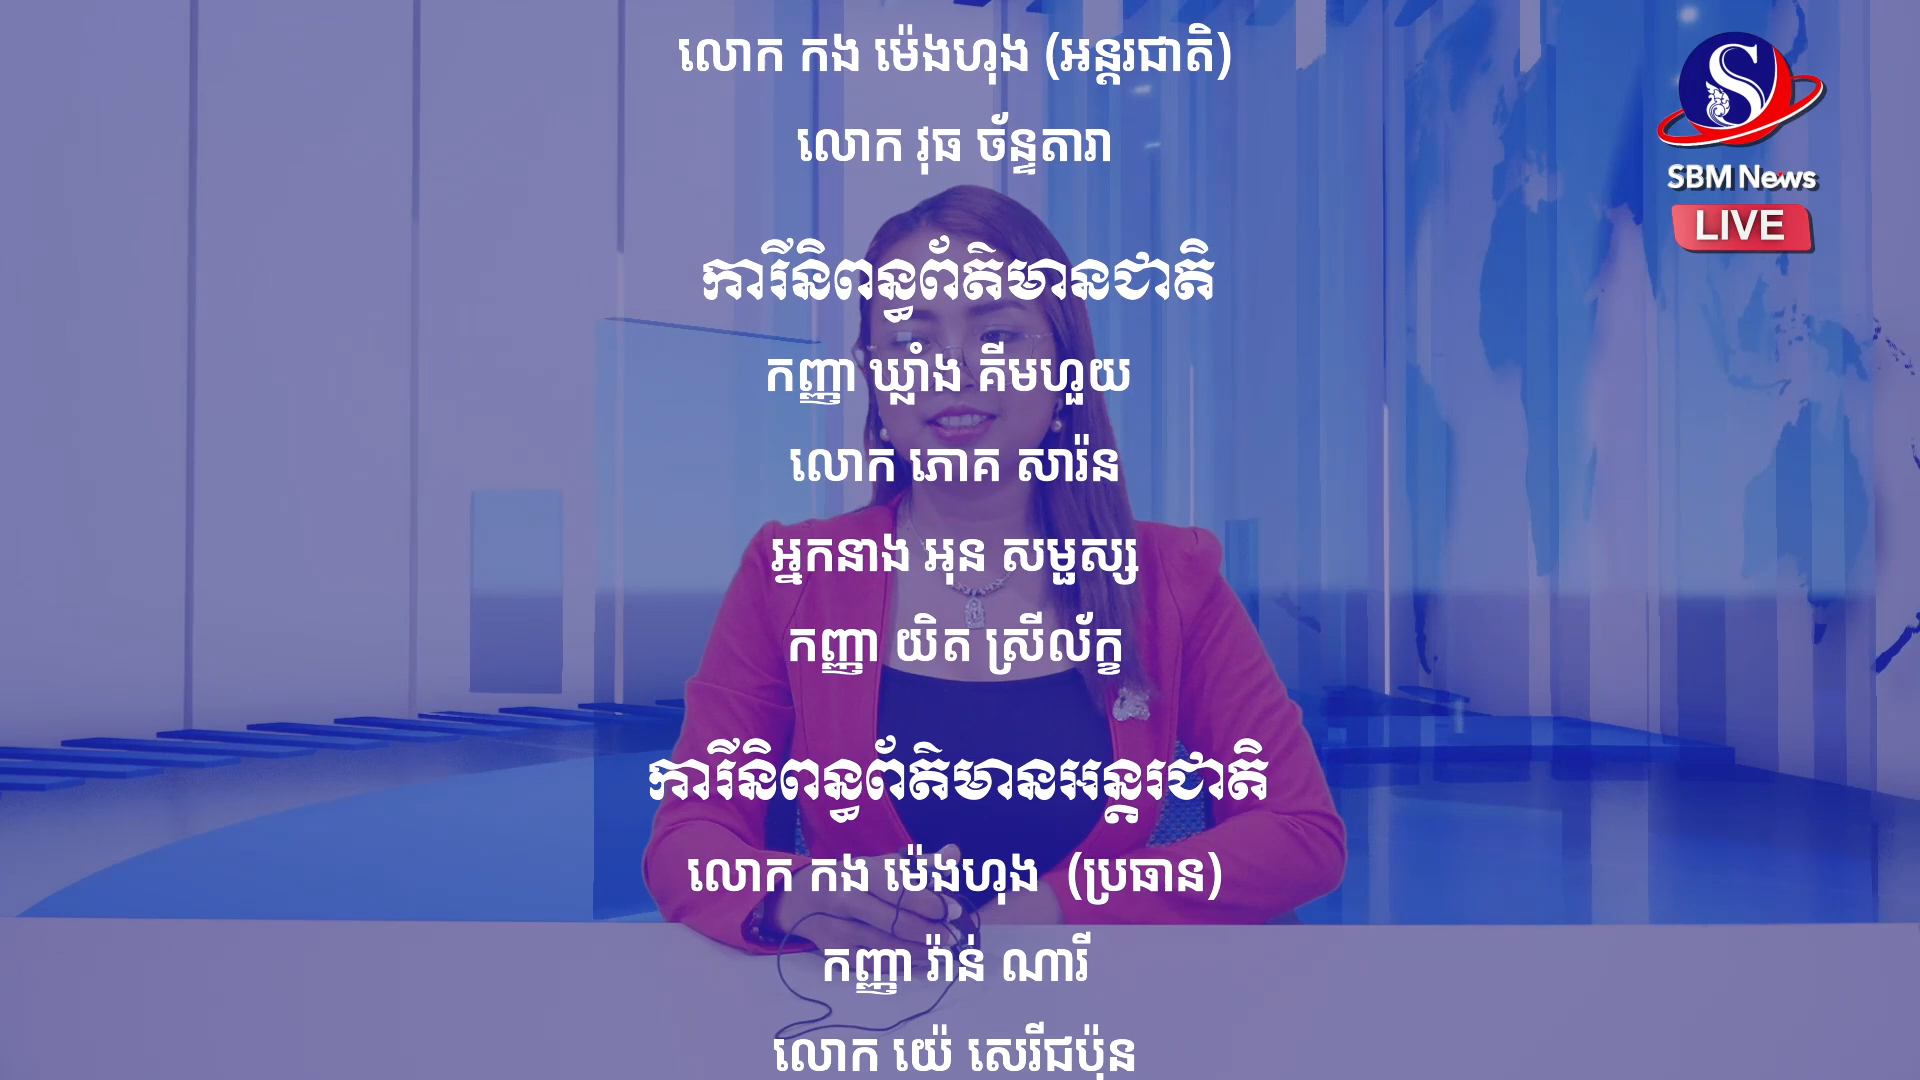 លោក កង ម៉េងហុង (អន្តរជាតិ)
លោក វុធ ច័ន្ទតារា
ការីនិពន្ធព័ត៌មានជាតិ
កញ្ញា ឃ្លាំង គីមហួយ
លោក ភោគ សារ៉ន
អ្នកនាង អុន សម្ផស្ស
កញ្ញា យិត ស្រីល័ក្ខ
ការីនិពន្ធព័ត៌មានអន្តរជាតិ
លោក កង ម៉េងហុង (ប្រធាន)
កញ្ញា វ៉ាន់ ណារី
លោក យ៉េ សេរីជប៉ុន
S
SBM News
LIVE